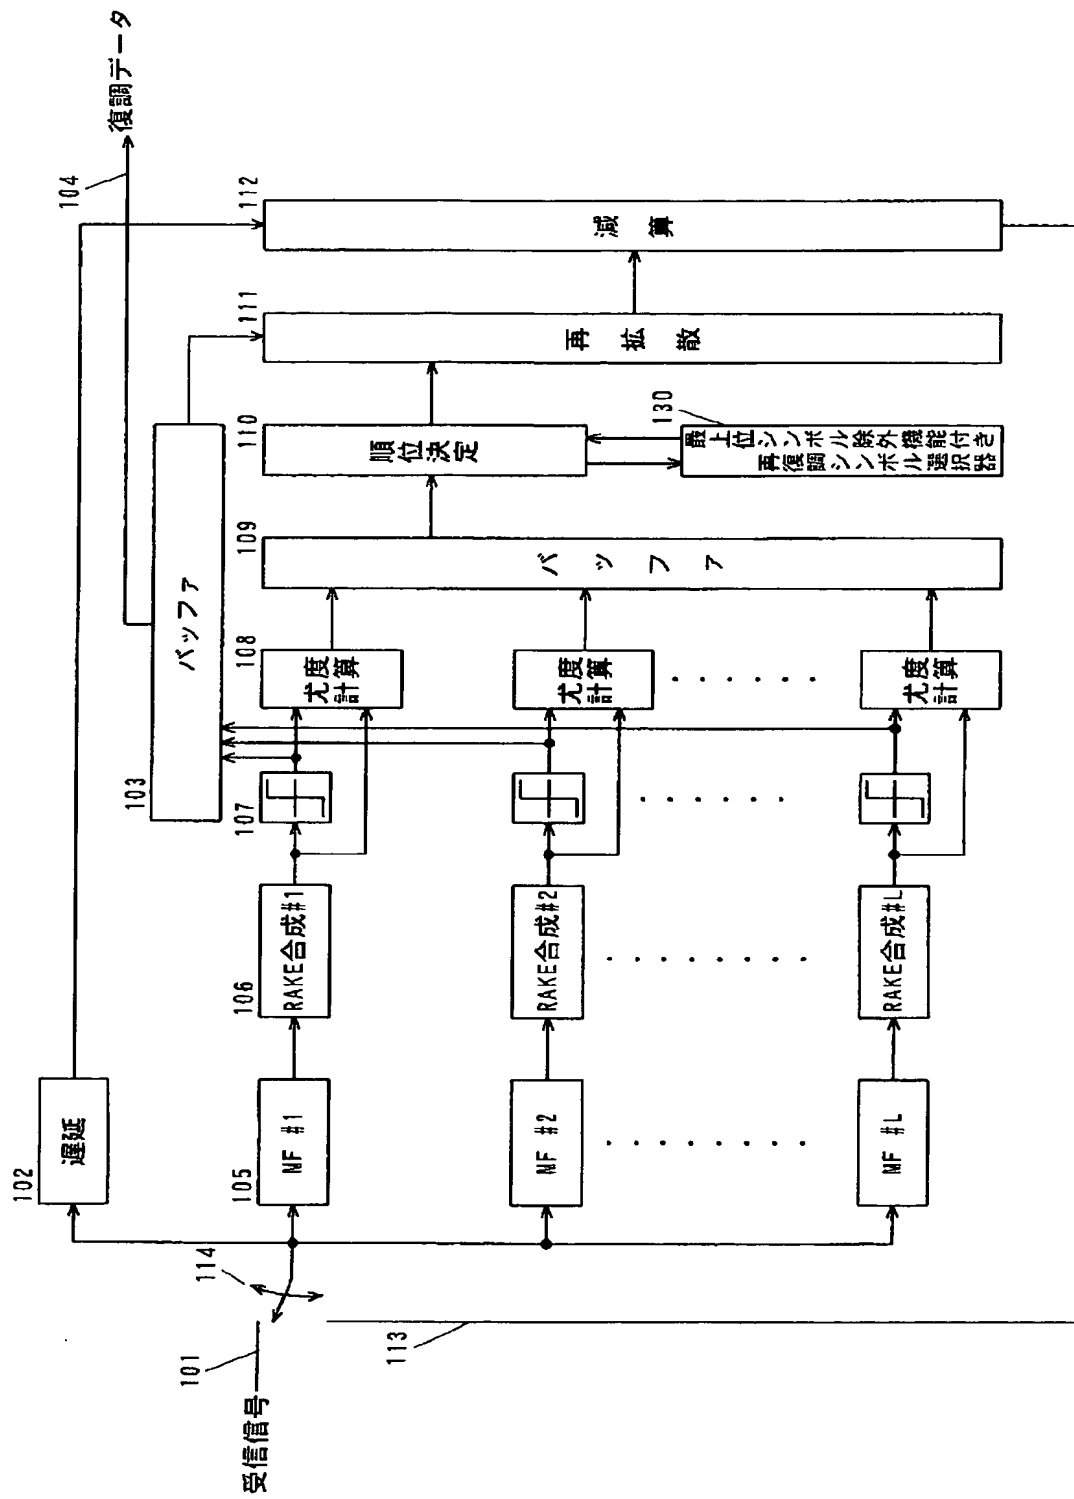 受信信号
101
114
113
102
遅延
105
MF #1
MF #2
MF #L
106
RAKE合成#1
RAKE合成#2
RAKE合成#L
107
103
バッファ
108
尤度
計算
尤度
計算
尤度
計算
109
バッファ
110
順位決定
130
最上位シンボル除外機能付き
再復調シンボル選択器
111
再拡散
112
減算
104
復調データ